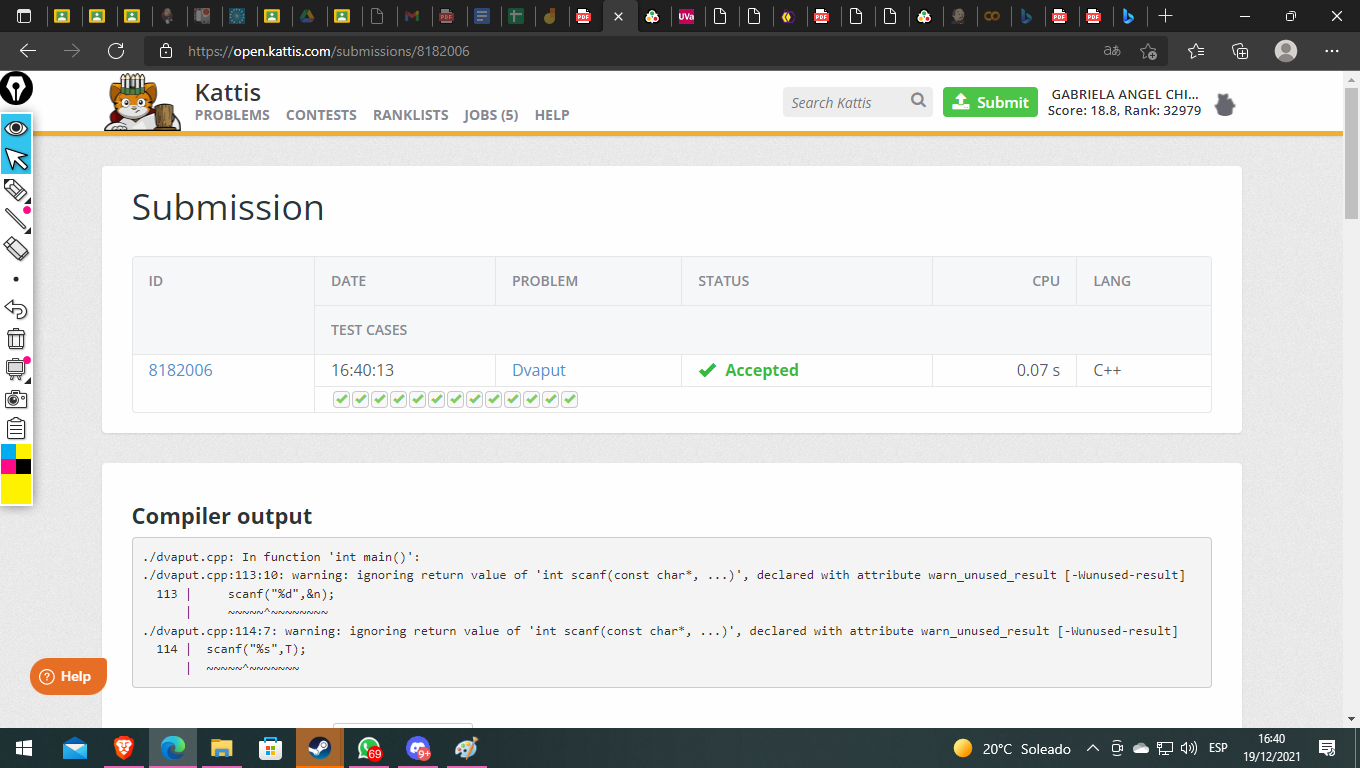 UVa
https://open.kattis.com/submissions/8182006
Kattis
PROBLEMS CONTESTS RANKLISTS JOBS (5) HELP
Search Kattis
Submit
GABRIELA ANGEL CHI...
Score: 18.8, Rank: 32979
Submission
ID DATE PROBLEM STATUS CPU LANG
TEST CASES
8182006 16:40:13 Dvaput Accepted 0.07 s C++
Compiler output
./dvaput.cpp: In function 'int main()':
./dvaput.cpp:113:10: warning: ignoring return value of 'int scanf(const char*, ...)', declared with attribute warn_unused_result [-Wunused-result]
113 | scanf("%d",&n);
| ~~~~~^~~~~~~~~
./dvaput.cpp:114:7: warning: ignoring return value of 'int scanf(const char*, ...)', declared with attribute warn_unused_result [-Wunused-result]
114 | scanf("%s",T);
| ~~~~~^~~~~~~~
Help
69
9+
20°C Soleado
ESP
16:40
19/12/2021